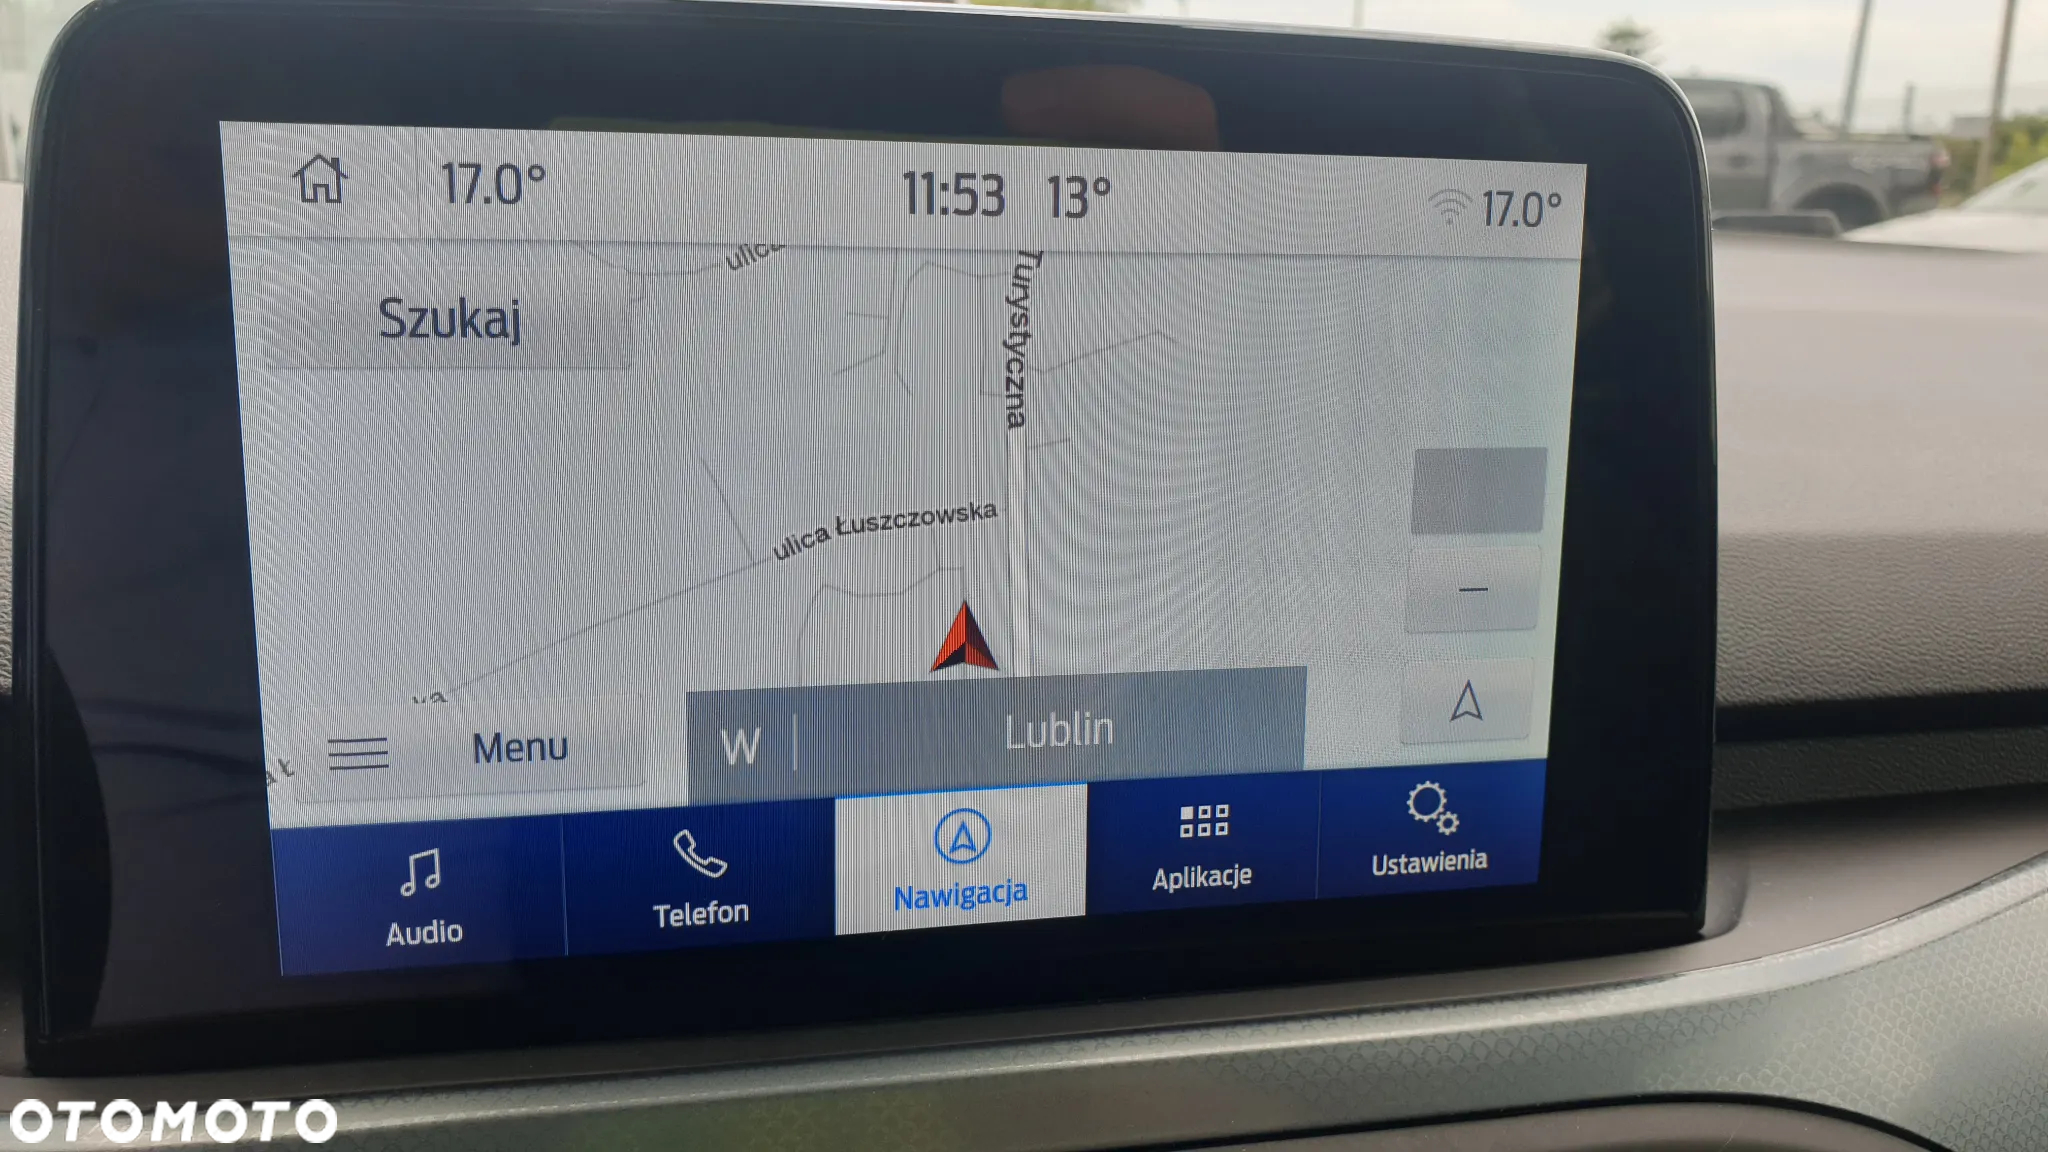 17.0° 11:53 13° 17.0°
ulica
Turystyczna
Szukaj
ulica Łuszczowska
Menu
W | Lublin
Audio Telefon Nawigacja Aplikacje Ustawienia
OTOMOTO